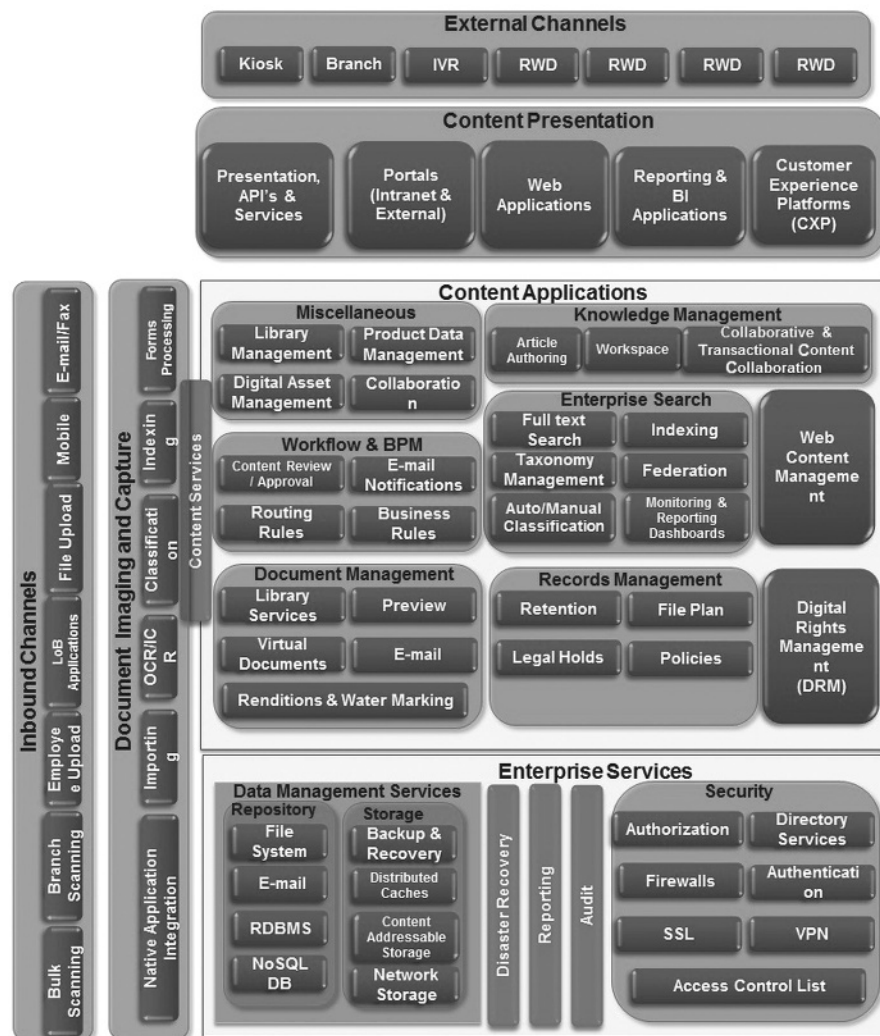 External Channels
Kiosk
Branch
IVR
RWD
RWD
RWD
RWD
Content Presentation
Presentation,
API's &
Services
Portals
(Intranet &
External)
Web
Applications
Reporting &
BI
Applications
Customer
Experience
Platforms
(CXP)
Inbound Channels
E-mail/Fax
Mobile
File Upload
LoB
Applications
Employe
e Upload
Branch
Scanning
Bulk
Scanning
Document Imaging and Capture
Forms
Processing
Indexin
g
Classificati
on
OCR/IC
R
Importin
g
Native Application
Integration
Content Services
Content Applications
Miscellaneous
Library
Management
Product Data
Management
Digital Asset
Management
Collaboratio
n
Knowledge Management
Article
Authoring
Workspace
Collaborative &
Transactional Content
Collaboration
Workflow & BPM
Content Review
/ Approval
E-mail
Notifications
Routing
Rules
Business
Rules
Enterprise Search
Full text
Search
Indexing
Taxonomy
Management
Federation
Auto/Manual
Classification
Monitoring &
Reporting
Dashboards
Web
Content
Manageme
nt
Document Management
Library
Services
Preview
Virtual
Documents
E-mail
Renditions & Water Marking
Records Management
Retention
File Plan
Legal Holds
Policies
Digital
Rights
Manageme
nt
(DRM)
Enterprise Services
Data Management Services
Repository
File
System
E-mail
RDBMS
NoSQL
DB
Storage
Backup &
Recovery
Distributed
Caches
Content
Addressable
Storage
Network
Storage
Disaster Recovery
Reporting
Audit
Security
Authorization
Directory
Services
Firewalls
Authenticati
on
SSL
VPN
Access Control List